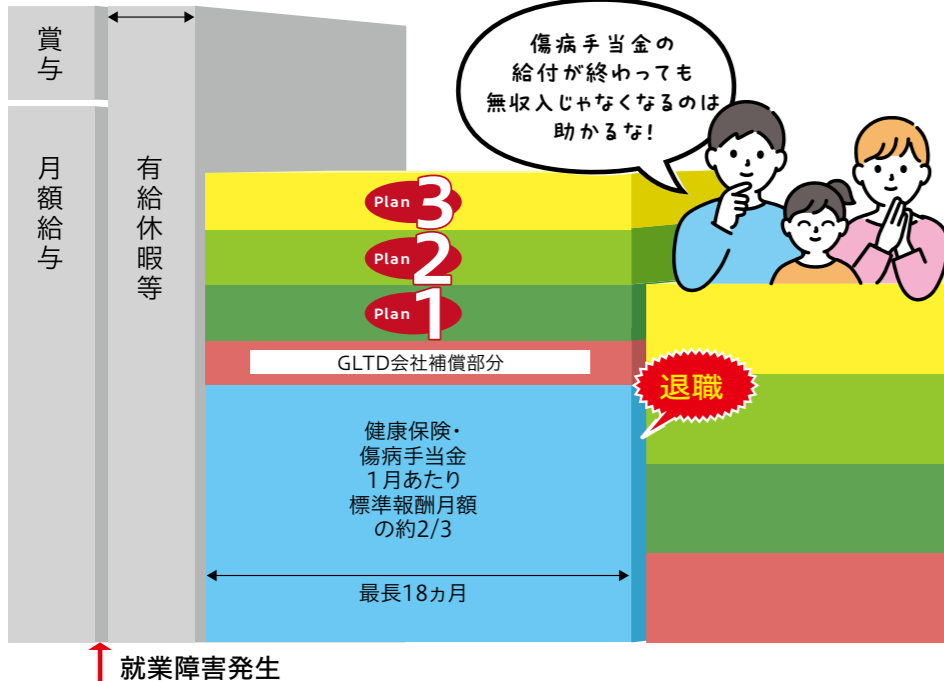 賞与
月額給与
有給休暇等
傷病手当金の
給付が終わっても
無収入じゃなくなるのは
助かるな!
Plan 3
Plan 2
Plan 1
GLTD会社補償部分
退職
健康保険・
傷病手当金
1月あたり
標準報酬月額
の約2/3
最長18ヵ月
就業障害発生